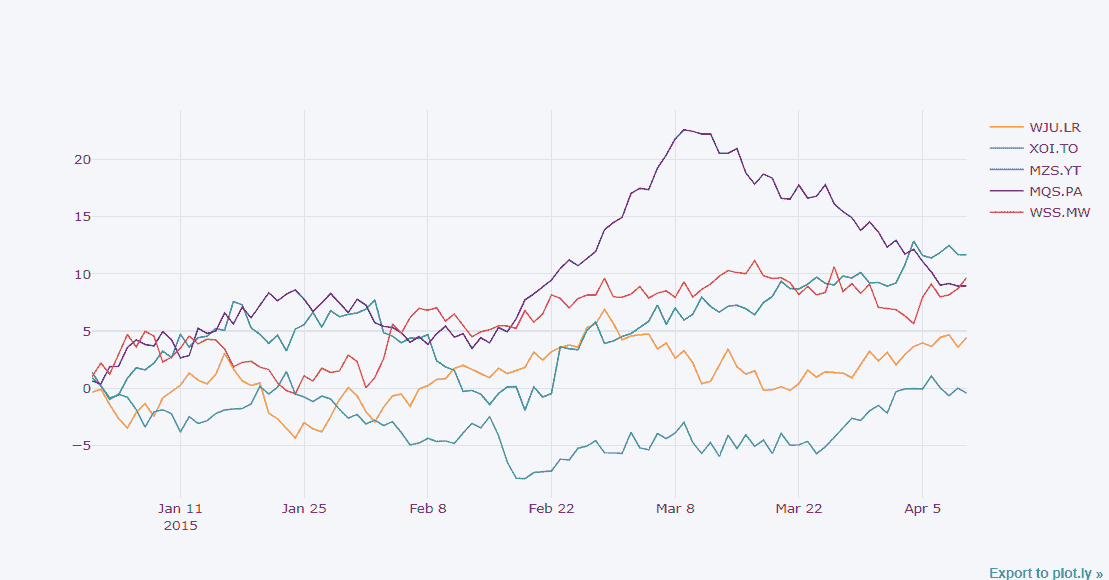 WJU.LR
XOI.TO
MZS.YT
MQS.PA
WSS.MW
20
15
10
5
0
−5
Jan 11
2015
Jan 25
Feb 8
Feb 22
Mar 8
Mar 22
Apr 5
Export to plot.ly »